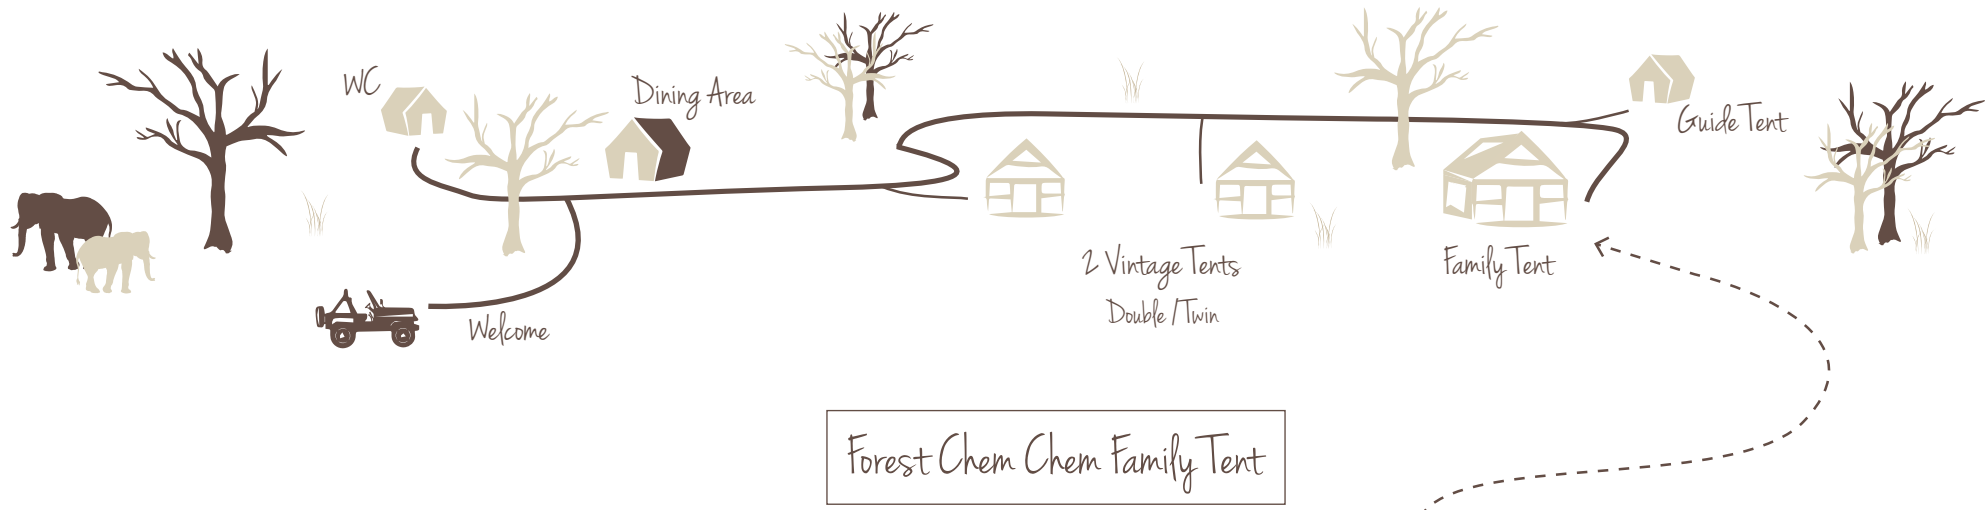 WC
Dining Area
Guide Tent
2 Vintage Tents
Double / Twin
Family Tent
Welcome
Forest Chem Chem Family Tent